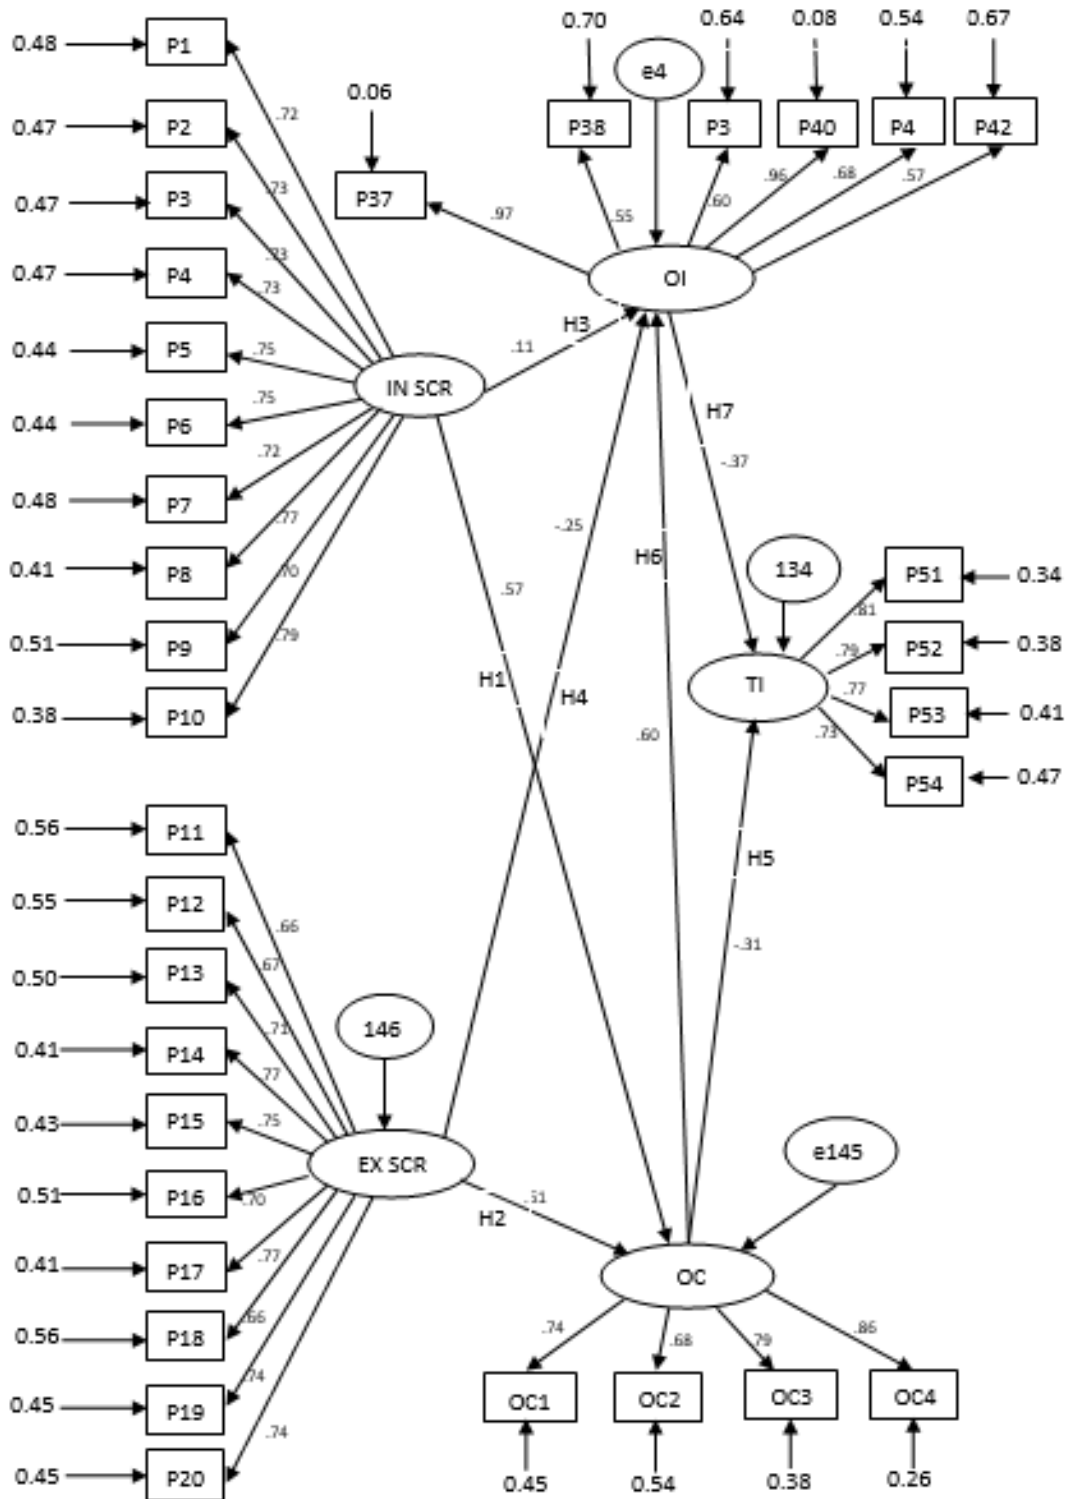 0.70
0.64
0.08
0.54
0.67
0.48
P1
e4
0.06
.72
P38
P3
P40
P4
P42
0.47
P2
.73
.97
.55
.60
.96
.68
.57
0.47
P3
P37
.73
0.47
P4
.73
OI
H3
.11
0.44
P5
.75
IN SCR
0.44
P6
.75
H7
.72
-.37
0.48
P7
.77
-.25
0.41
P8
.70
.57
H6
134
P51
0.34
.81
0.51
P9
.79
.79
P52
0.38
H1
H4
TI
.77
0.38
P10
P53
0.41
.60
.73
P54
0.47
0.56
P11
H5
0.55
P12
.66
-.31
.67
0.50
P13
.71
146
0.41
P14
.77
0.43
P15
.75
e145
EX SCR
0.51
P16
.70
.51
H2
0.41
P17
.77
OC
0.56
P18
.66
.74
.68
.79
.86
.74
0.45
P19
OC1
OC2
OC3
OC4
.74
0.45
P20
0.45
0.54
0.38
0.26